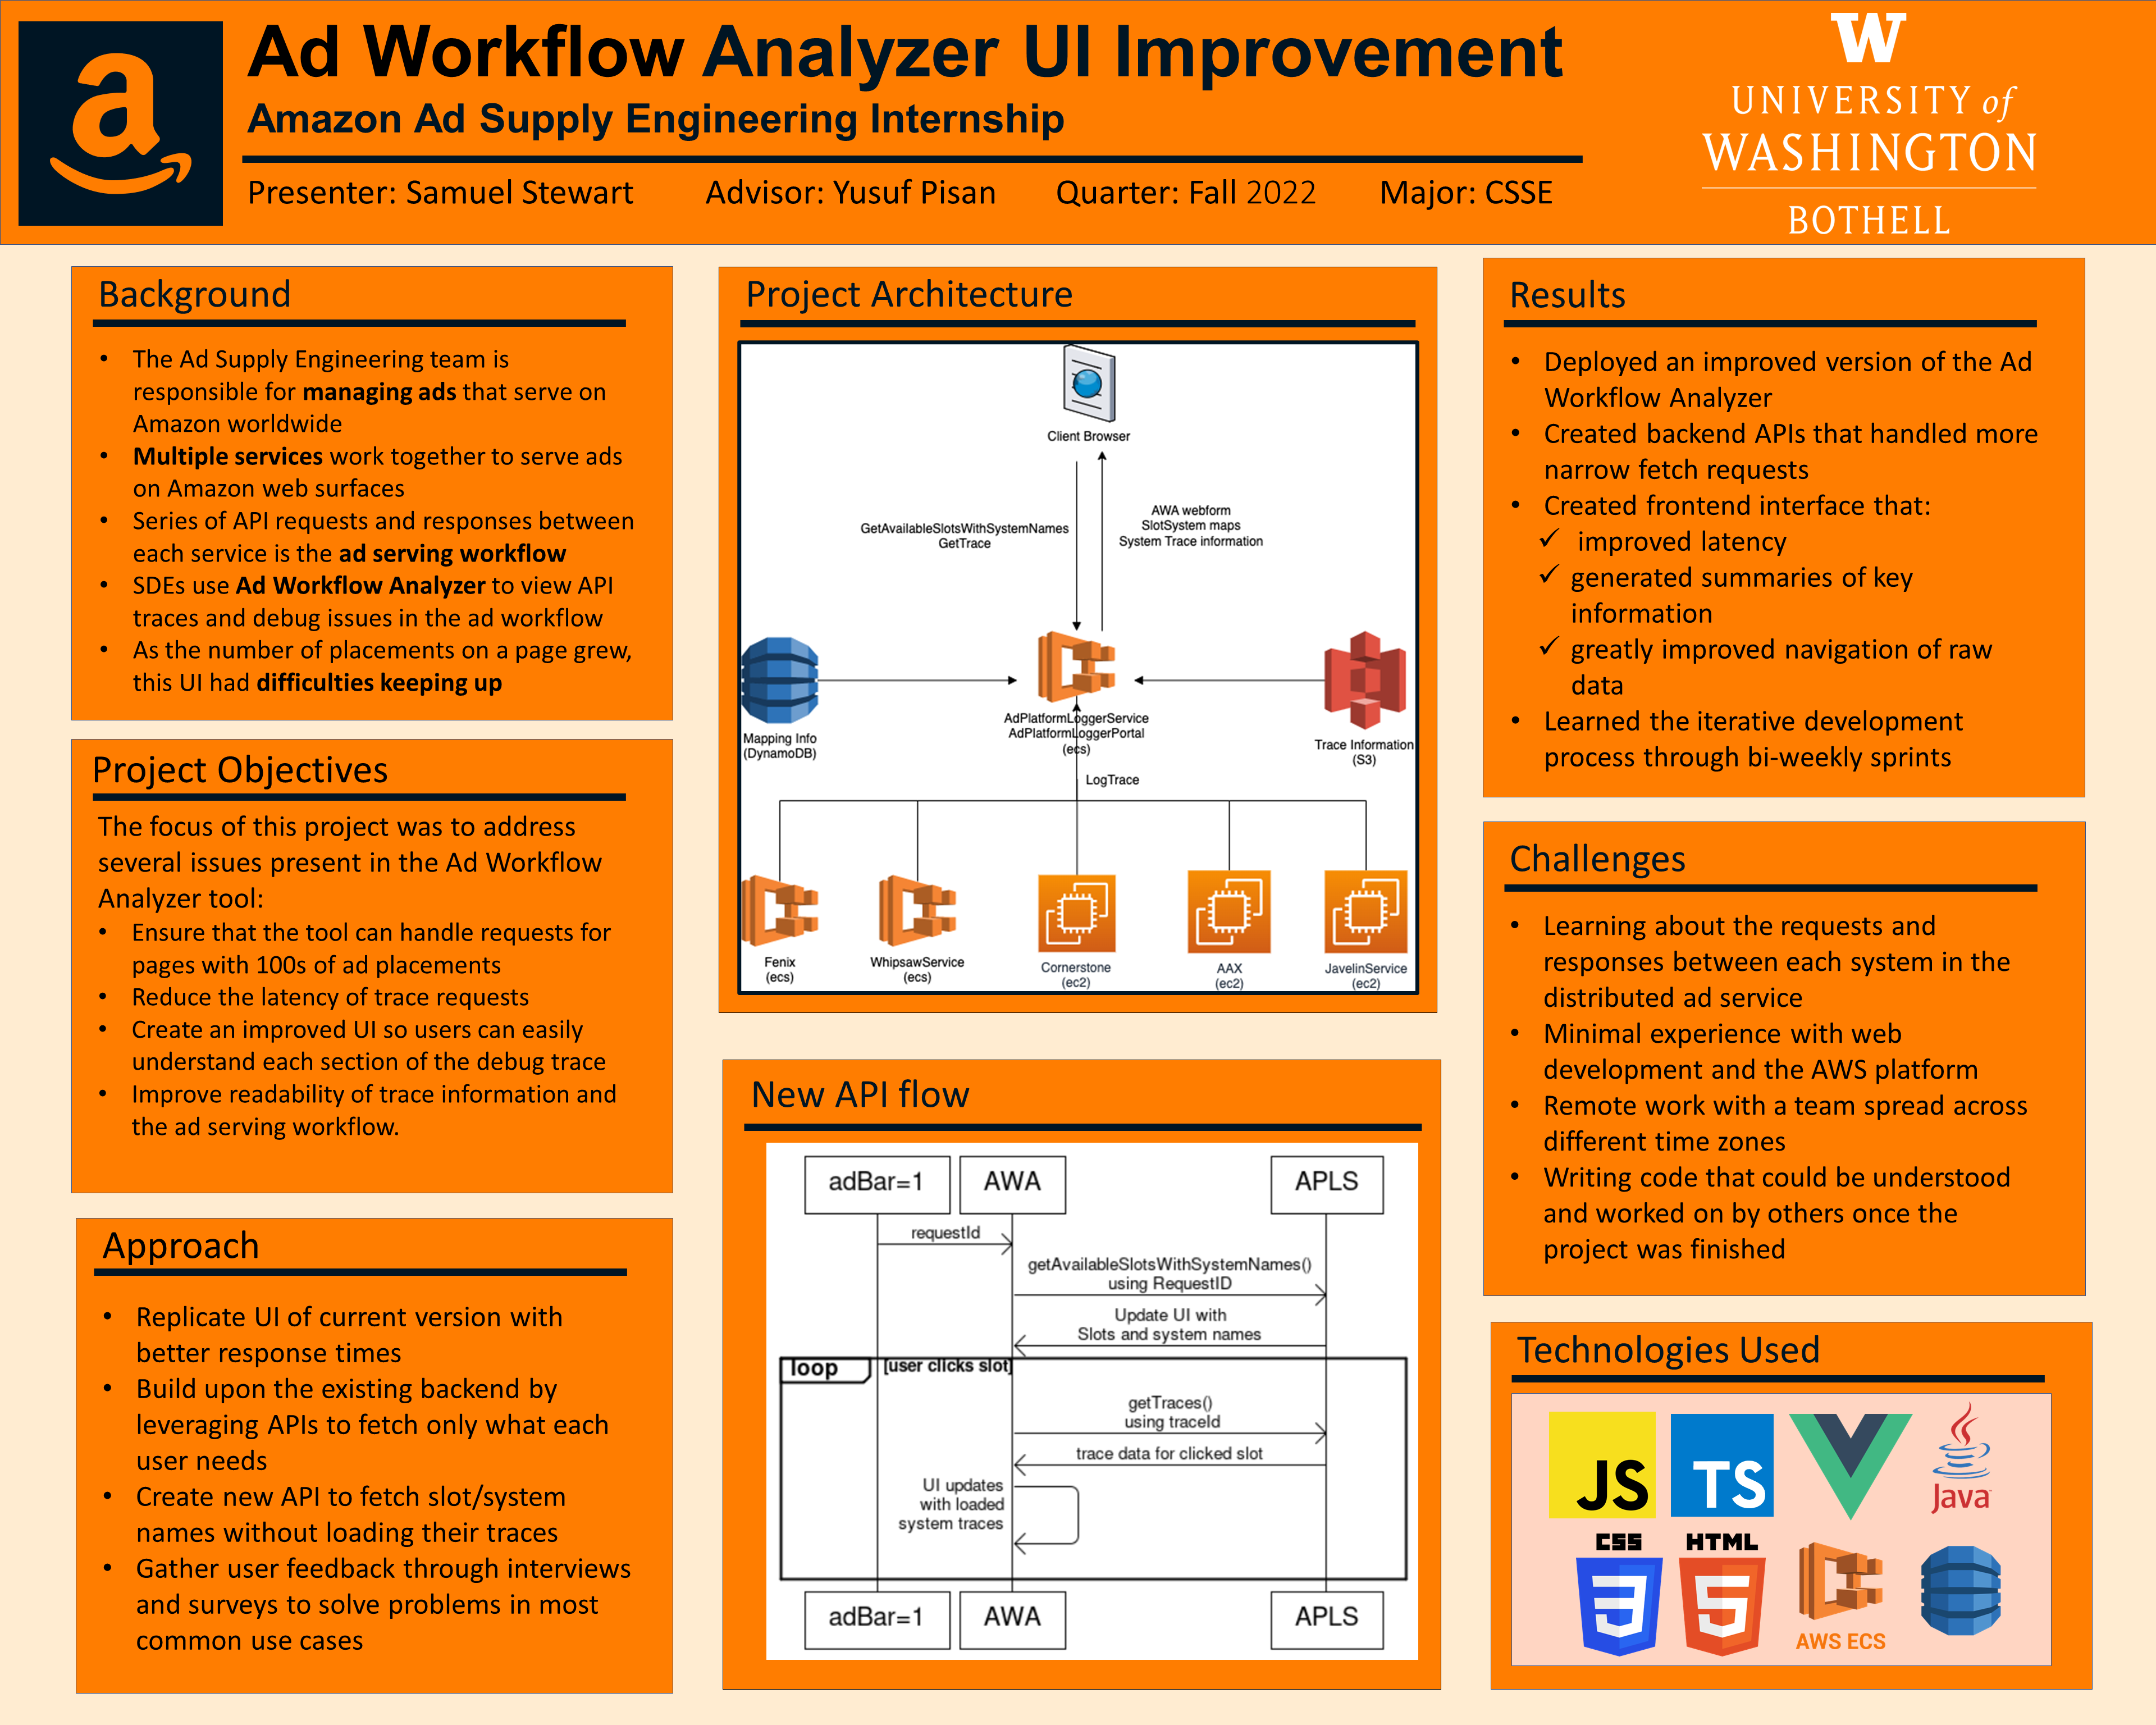 Ad Workflow Analyzer UI Improvement
Amazon Ad Supply Engineering Internship
Presenter: Samuel Stewart Advisor: Yusuf Pisan Quarter: Fall 2022 Major: CSSE
a
W
UNIVERSITY of
WASHINGTON
BOTHELL
Background
• The Ad Supply Engineering team is
responsible for managing ads that serve on
Amazon worldwide
• Multiple services work together to serve ads
on Amazon web surfaces
• Series of API requests and responses between
each service is the ad serving workflow
• SDEs use Ad Workflow Analyzer to view API
traces and debug issues in the ad workflow
• As the number of placements on a page grew,
this UI had difficulties keeping up
Project Objectives
The focus of this project was to address
several issues present in the Ad Workflow
Analyzer tool:
• Ensure that the tool can handle requests for
pages with 100s of ad placements
• Reduce the latency of trace requests
• Create an improved UI so users can easily
understand each section of the debug trace
• Improve readability of trace information and
the ad serving workflow.
Approach
• Replicate UI of current version with
better response times
• Build upon the existing backend by
leveraging APIs to fetch only what each
user needs
• Create new API to fetch slot/system
names without loading their traces
• Gather user feedback through interviews
and surveys to solve problems in most
common use cases
Project Architecture
Client Browser
GetAvailableSlotsWithSystemNames
GetTrace
AWA webform
SlotSystem maps
System Trace information
Mapping Info
(DynamoDB)
AdPlatformLoggerService
AdPlatformLoggerPortal
(ecs)
Trace Information
(S3)
LogTrace
Fenix
(ecs)
WhipsawService
(ecs)
Cornerstone
(ec2)
AAX
(ec2)
JavelinService
(ec2)
New API flow
adBar=1 AWA APLS
requestId
getAvailableSlotsWithSystemNames()
using RequestID
Update UI with
Slots and system names
loop [user clicks slot]
getTraces()
using traceId
trace data for clicked slot
UI updates
with loaded
system traces
adBar=1 AWA APLS
Results
• Deployed an improved version of the Ad
Workflow Analyzer
• Created backend APIs that handled more
narrow fetch requests
• Created frontend interface that:
✓ improved latency
✓ generated summaries of key
information
✓ greatly improved navigation of raw
data
• Learned the iterative development
process through bi-weekly sprints
Challenges
• Learning about the requests and
responses between each system in the
distributed ad service
• Minimal experience with web
development and the AWS platform
• Remote work with a team spread across
different time zones
• Writing code that could be understood
and worked on by others once the
project was finished
Technologies Used
JS TS Java
CSS HTML
3 5
AWS ECS